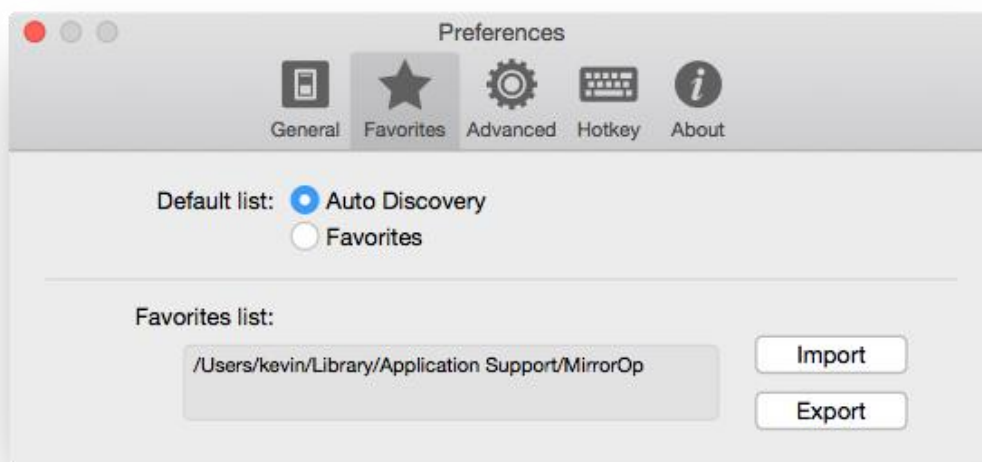 Preferences
General Favorites Advanced Hotkey About
Default list: Auto Discovery
Favorites
Favorites list:
/Users/kevin/Library/Application Support/MirrorOp
Import
Export